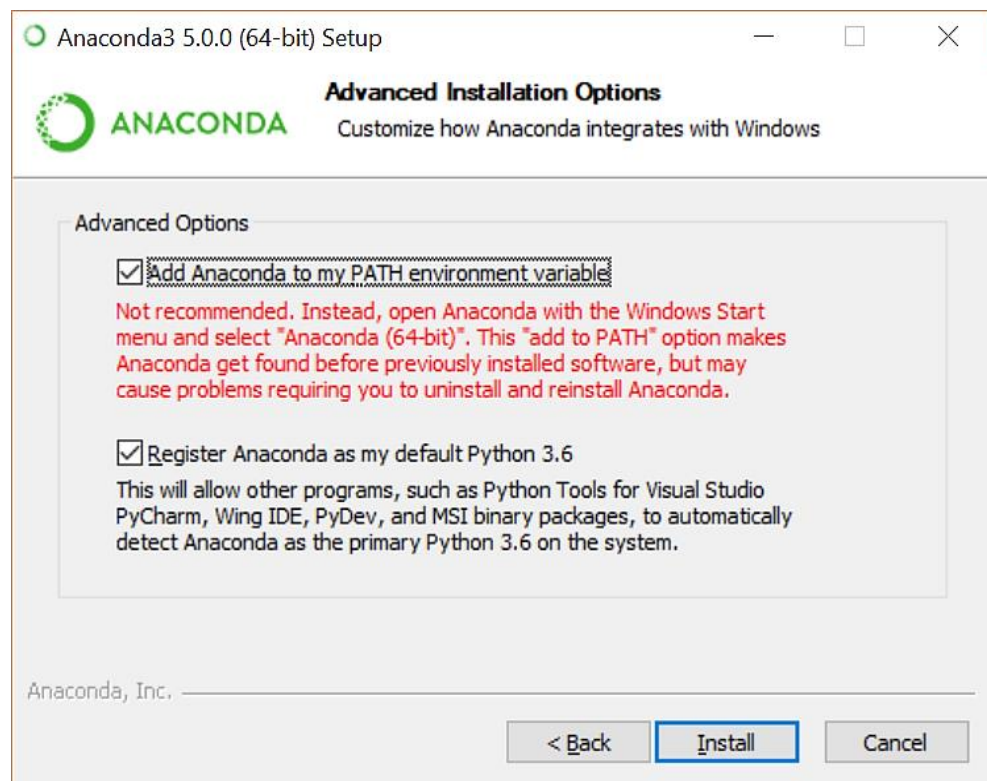 Anaconda3 5.0.0 (64-bit) Setup
Advanced Installation Options
ANACONDA
Customize how Anaconda integrates with Windows
Advanced Options
Add Anaconda to my PATH environment variable
Not recommended. Instead, open Anaconda with the Windows Start
menu and select "Anaconda (64-bit)". This "add to PATH" option makes
Anaconda get found before previously installed software, but may
cause problems requiring you to uninstall and reinstall Anaconda.
Register Anaconda as my default Python 3.6
This will allow other programs, such as Python Tools for Visual Studio
PyCharm, Wing IDE, PyDev, and MSI binary packages, to automatically
detect Anaconda as the primary Python 3.6 on the system.
Anaconda, Inc.
< Back
Install
Cancel